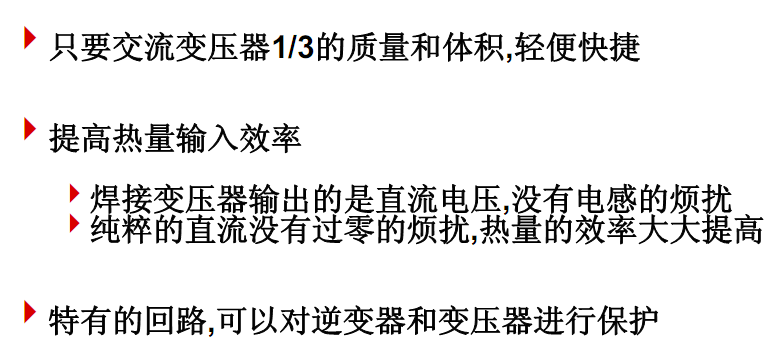 只要交流变压器1/3的质量和体积,轻便快捷
提高热量输入效率
焊接变压器输出的是直流电压,没有电感的烦扰
纯粹的直流没有过零的烦扰,热量的效率大大提高
特有的回路,可以对逆变器和变压器进行保护